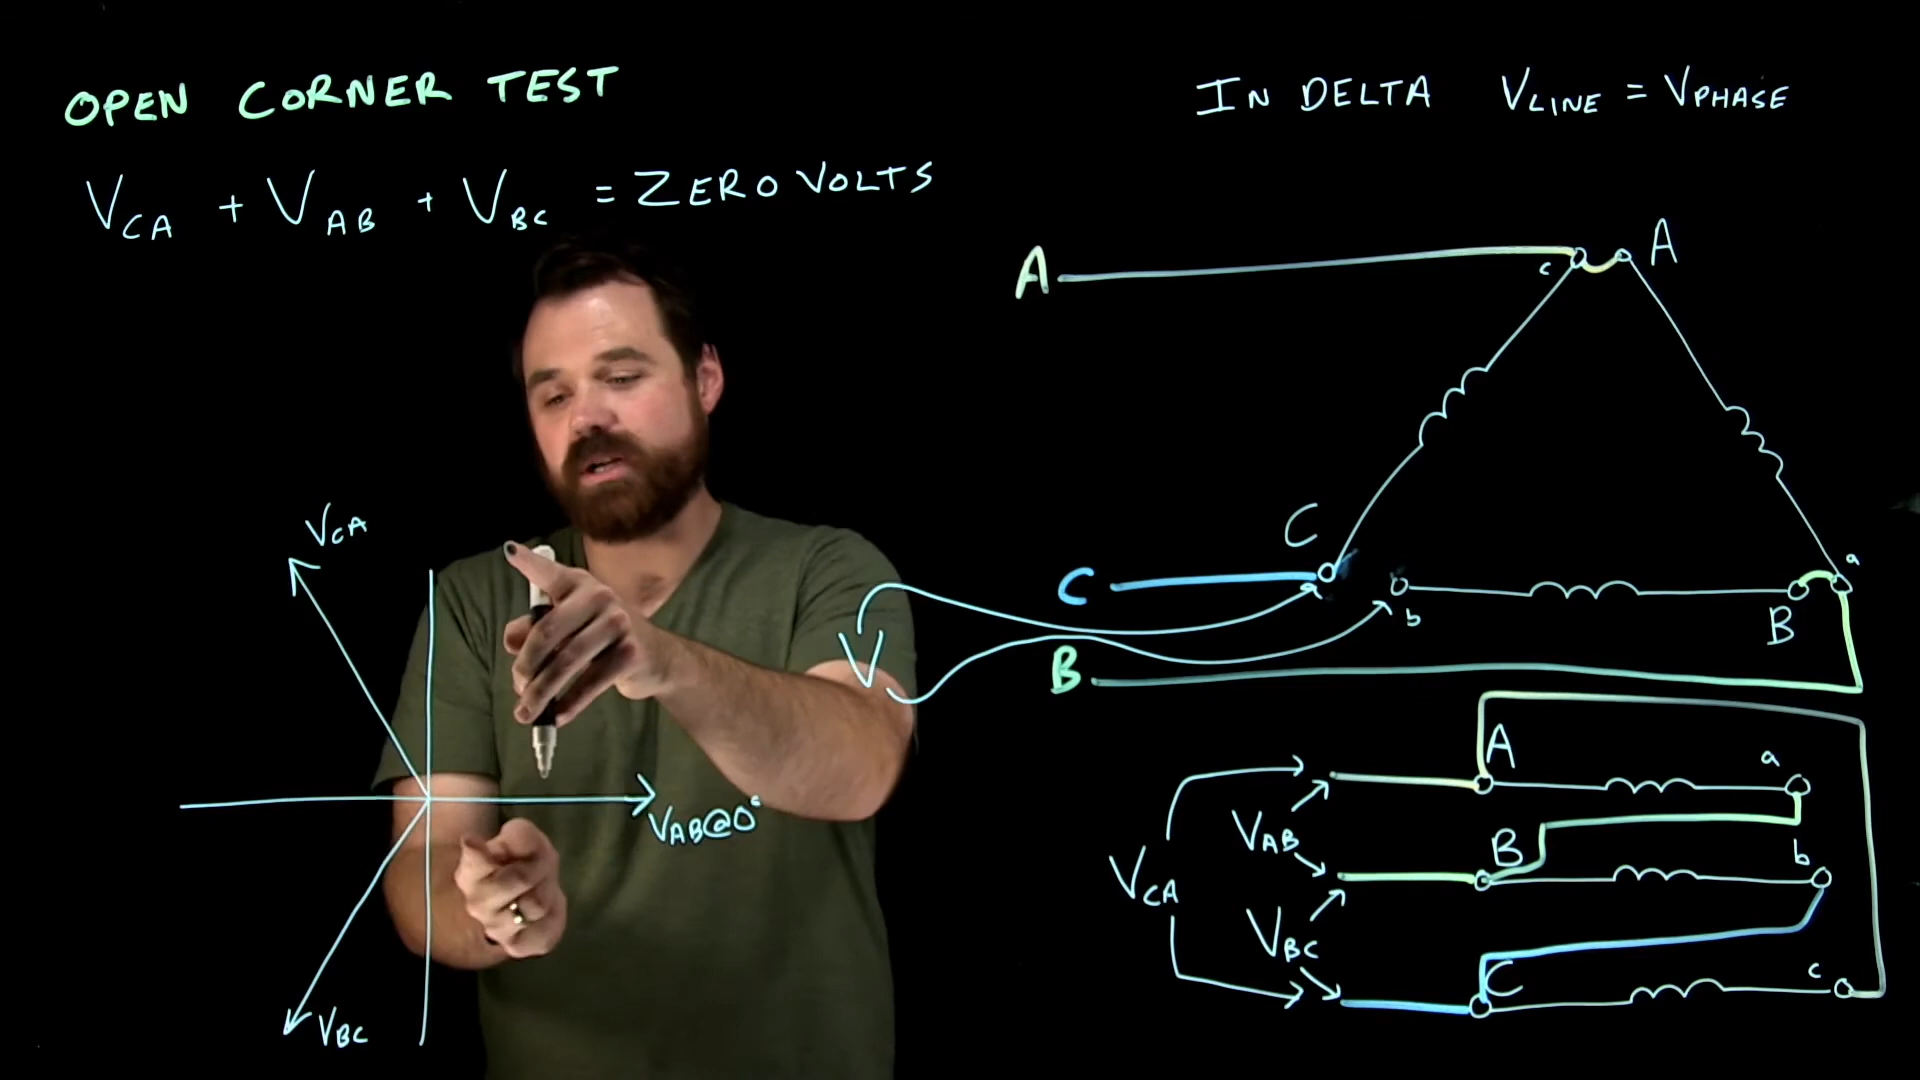 OPEN CORNER TEST
IN DELTA VLINE = VPHASE
VCA + VAB + VBC = ZERO VOLTS
A
c
A
C
C
a
b
B
a
V
B
VCA
VAB@0°
VBC
A
a
VAB
B
b
VCA
VBC
C
c